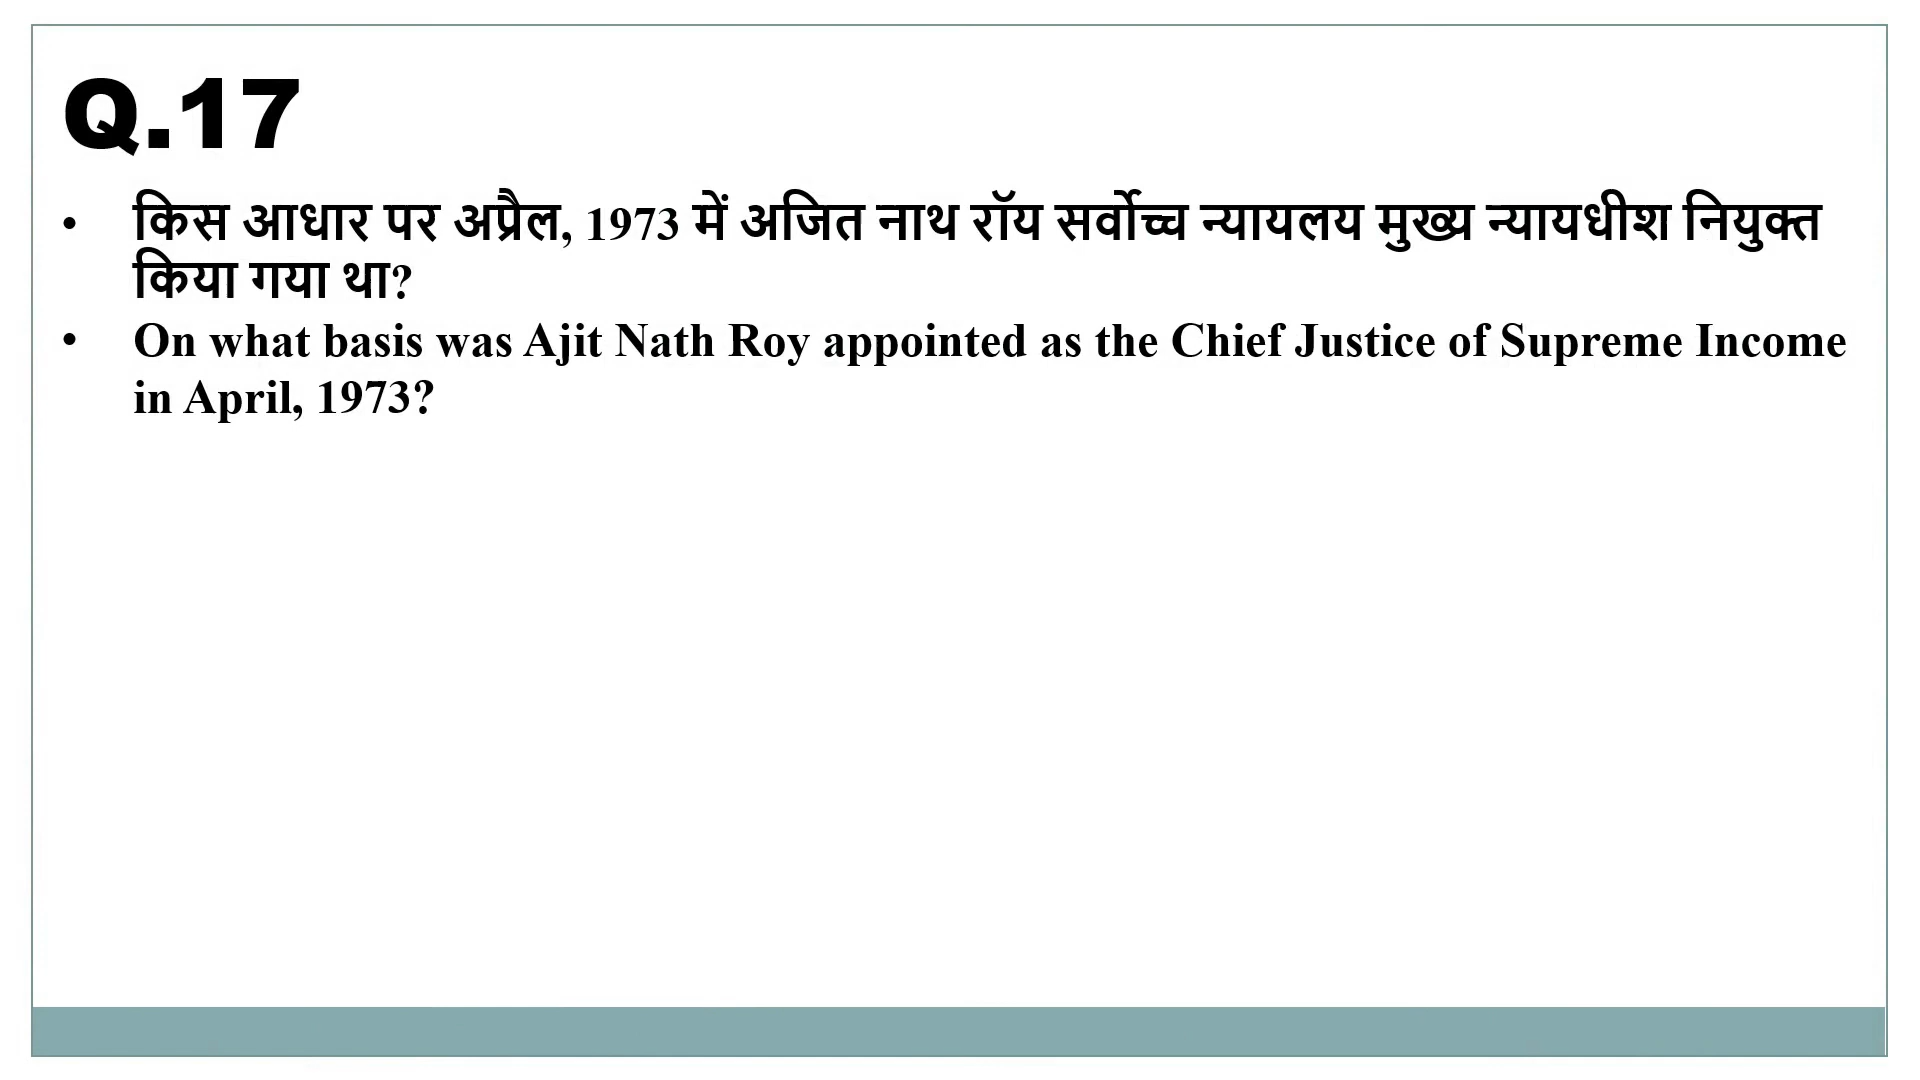 Q.17
• किस आधार पर अप्रैल, 1973 में अजित नाथ रॉय सर्वोच्च न्यायलय मुख्य न्यायधीश नियुक्त
किया गया था?
• On what basis was Ajit Nath Roy appointed as the Chief Justice of Supreme Income
in April, 1973?